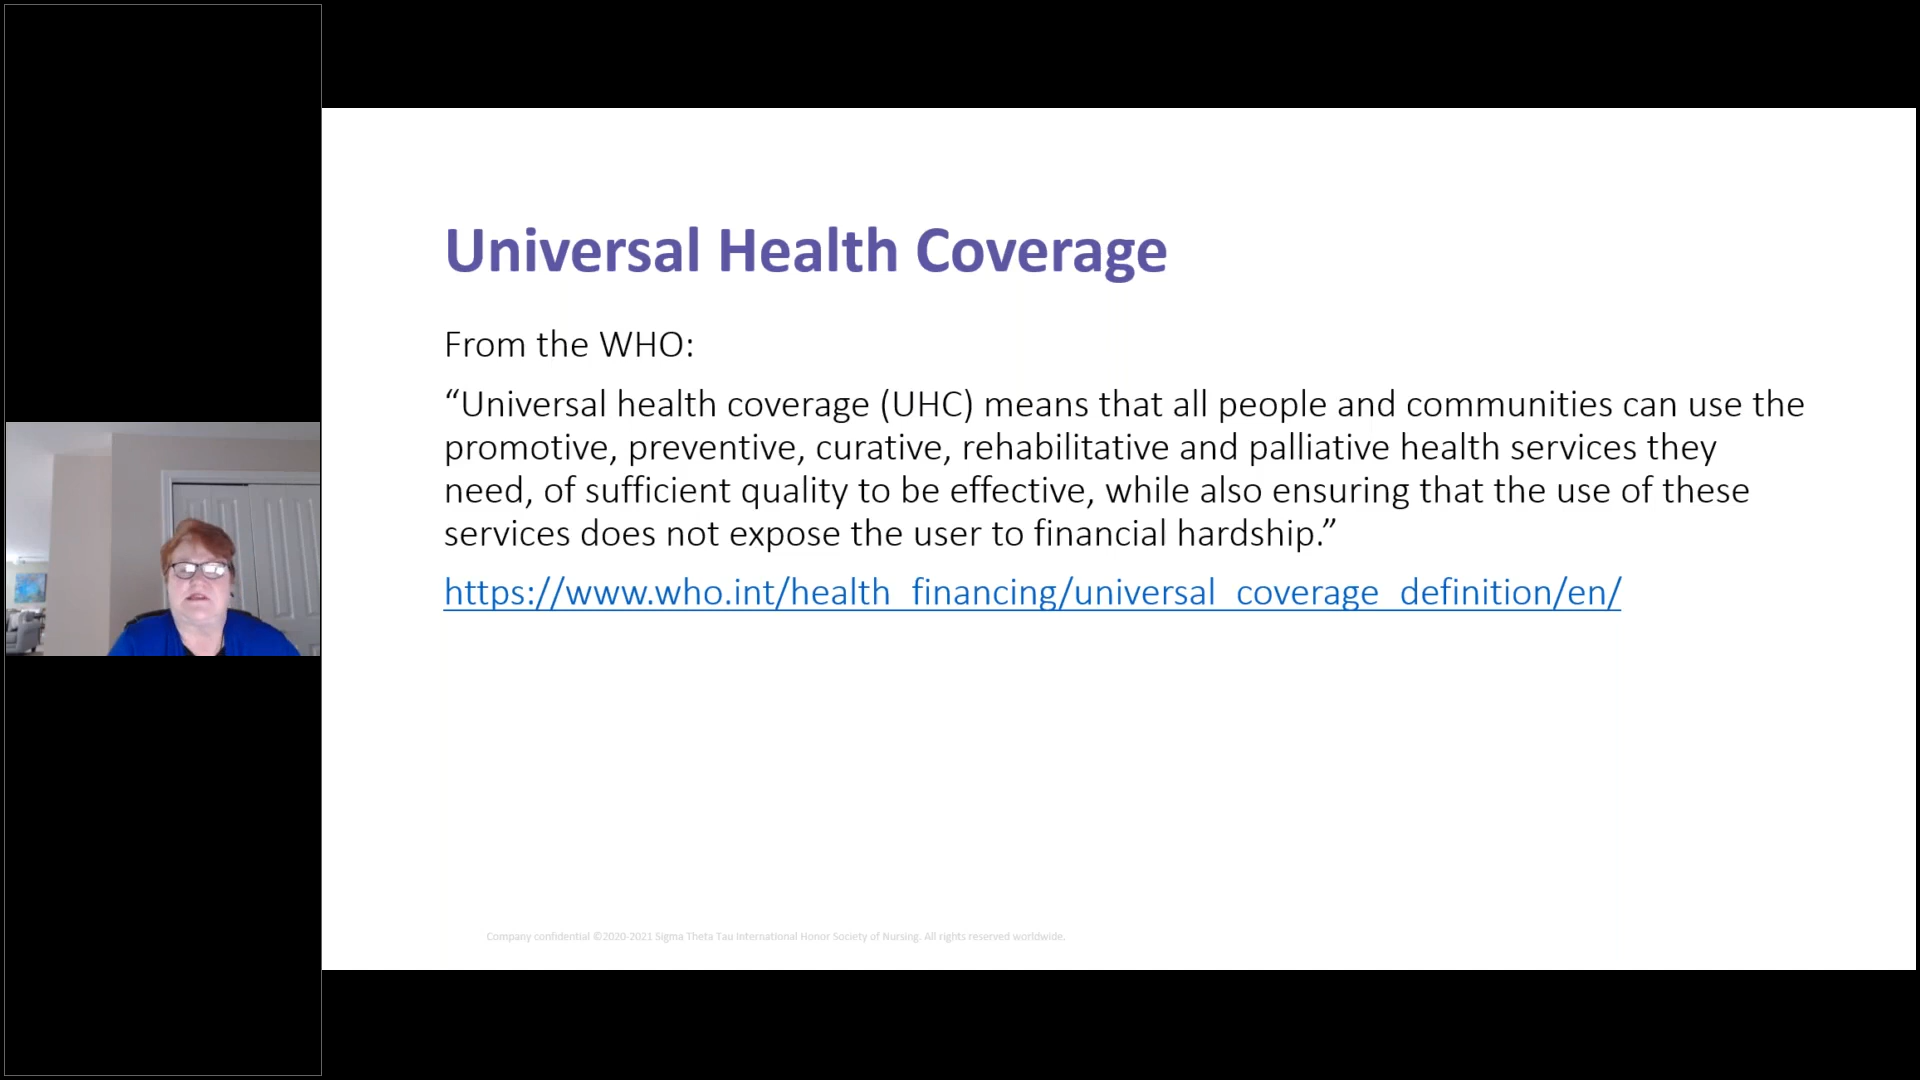 Universal Health Coverage
From the WHO:
“Universal health coverage (UHC) means that all people and communities can use the
promotive, preventive, curative, rehabilitative and palliative health services they
need, of sufficient quality to be effective, while also ensuring that the use of these
services does not expose the user to financial hardship.”
https://www.who.int/health_financing/universal_coverage_definition/en/
Company confidential ©2020-2021 Sigma Theta Tau International Honor Society of Nursing. All rights reserved worldwide.